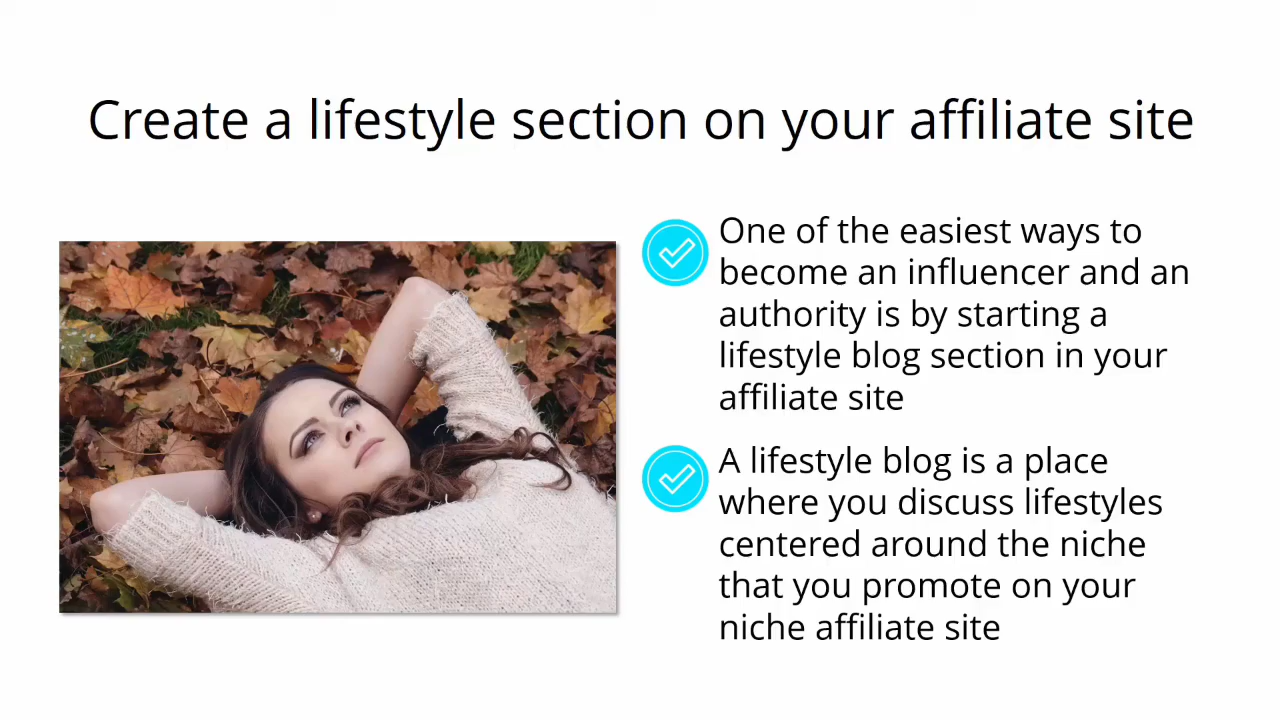 Create a lifestyle section on your affiliate site
One of the easiest ways to
become an influencer and an
authority is by starting a
lifestyle blog section in your
affiliate site
A lifestyle blog is a place
where you discuss lifestyles
centered around the niche
that you promote on your
niche affiliate site